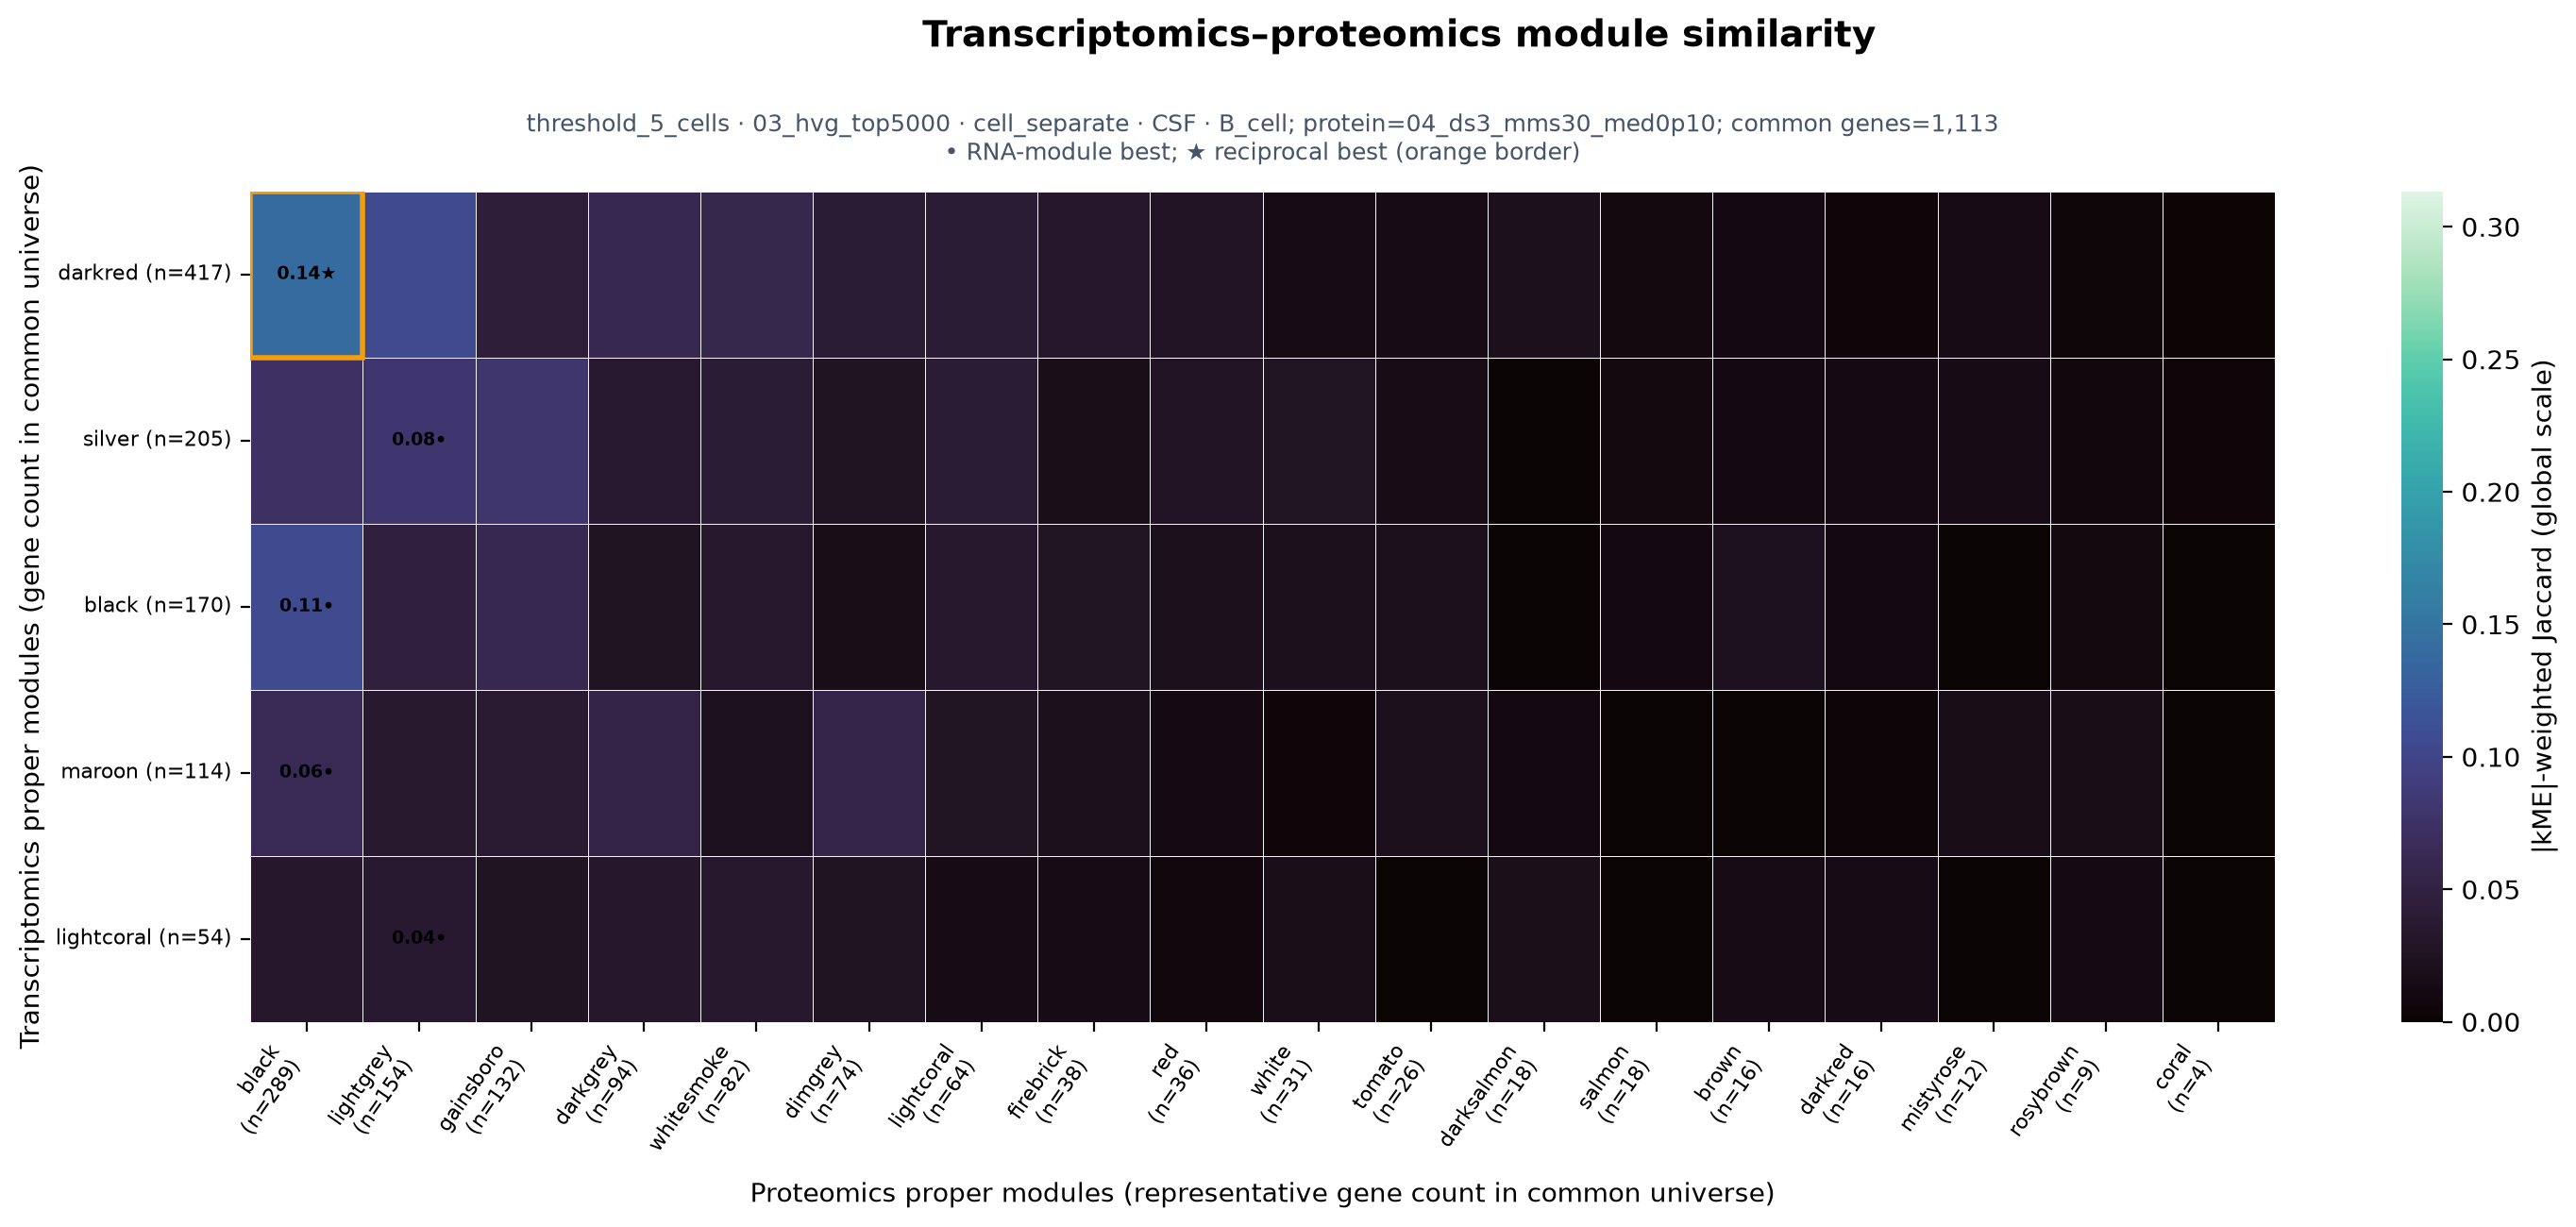 Transcriptomics–proteomics module similarity
threshold_5_cells · 03_hvg_top5000 · cell_separate · CSF · B_cell; protein=04_ds3_mms30_med0p10; common genes=1,113
• RNA-module best; ★ reciprocal best (orange border)
Transcriptomics proper modules (gene count in common universe)
darkred (n=417)
silver (n=205)
black (n=170)
maroon (n=114)
lightcoral (n=54)
0.14★
0.08•
0.11•
0.06•
0.04•
black
(n=289)
lightgrey
(n=154)
gainsboro
(n=132)
darkgrey
(n=94)
whitesmoke
(n=82)
dimgrey
(n=74)
lightcoral
(n=64)
firebrick
(n=38)
red
(n=36)
white
(n=31)
tomato
(n=26)
darksalmon
(n=18)
salmon
(n=18)
brown
(n=16)
darkred
(n=16)
mistyrose
(n=12)
rosybrown
(n=9)
coral
(n=4)
Proteomics proper modules (representative gene count in common universe)
0.30
0.25
0.20
0.15
0.10
0.05
0.00
|kME|-weighted Jaccard (global scale)